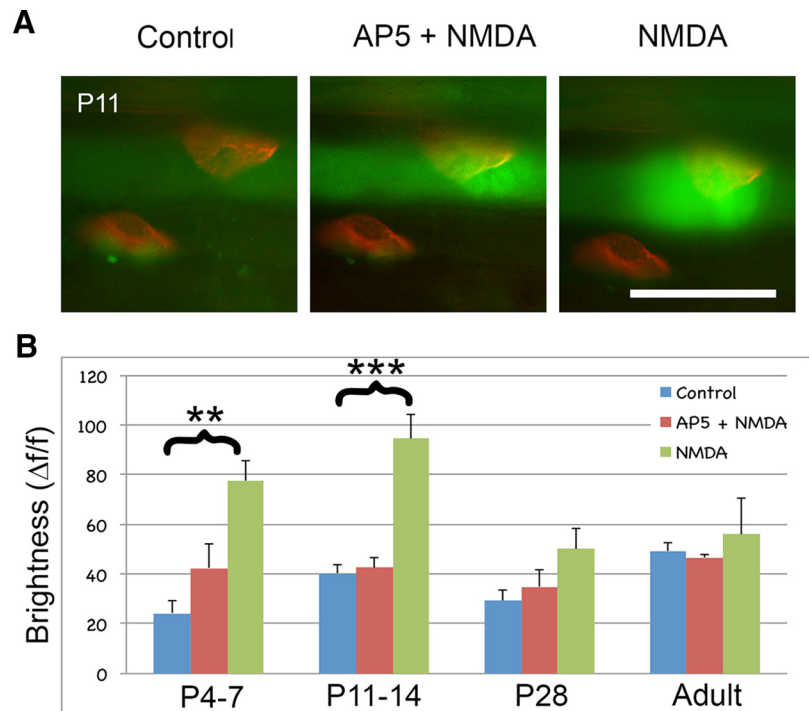 A
Control
AP5 + NMDA
NMDA
P11
B
Brightness (Δf/f)
120
100
80
60
40
20
0
**
***
Control
AP5 + NMDA
NMDA
P4-7
P11-14
P28
Adult